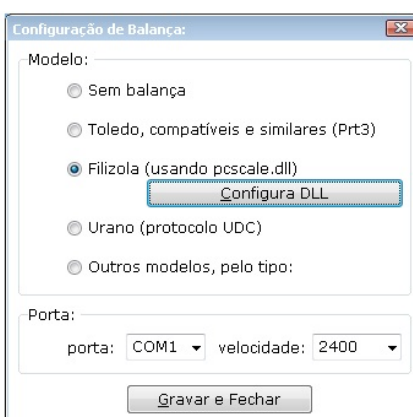 Configuração de Balança:
Modelo:
Sem balança
Toledo, compatíveis e similares (Prt3)
Filizola (usando pcscale.dll)
Configura DLL
Urano (protocolo UDC)
Outros modelos, pelo tipo:
Porta:
porta: COM1 velocidade: 2400
Gravar e Fechar